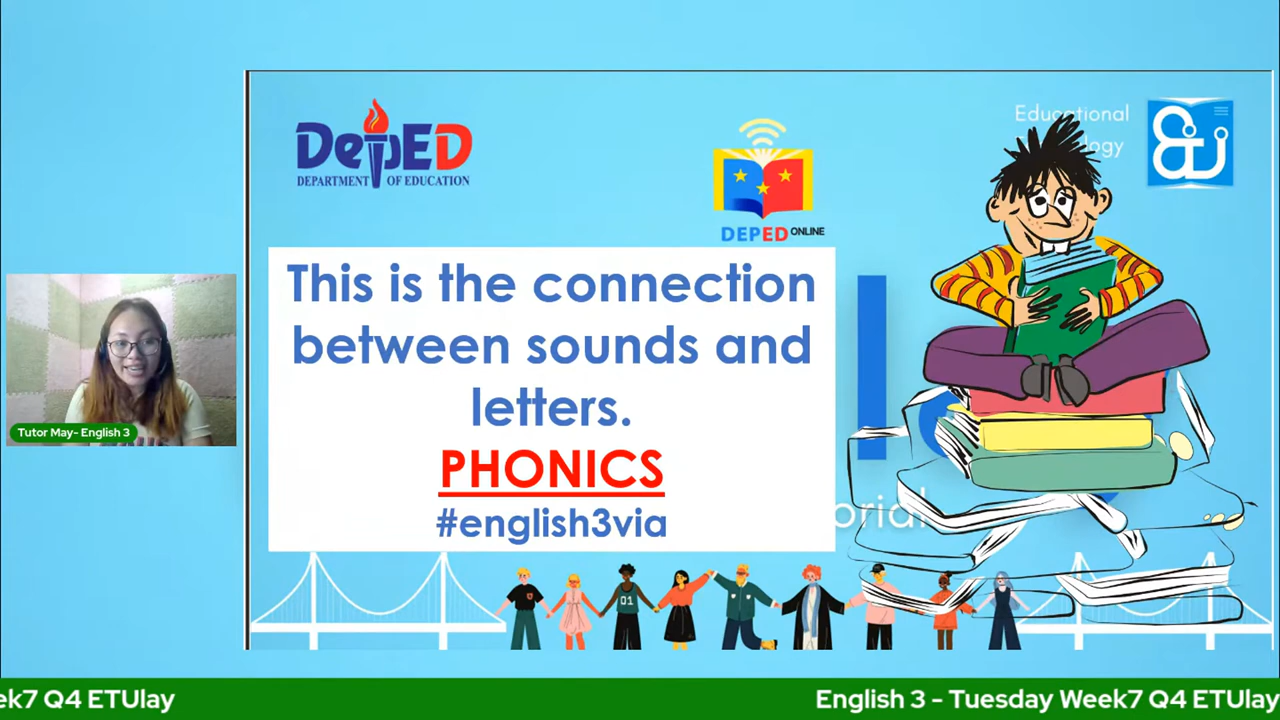 DepED
DEPARTMENT OF EDUCATION
DEPED ONLINE
Educational
This is the connection
between sounds and
letters.
PHONICS
#english3via
Tutor May- English 3
01
ek7 Q4 ETUlay
English 3 - Tuesday Week7 Q4 ETUlay